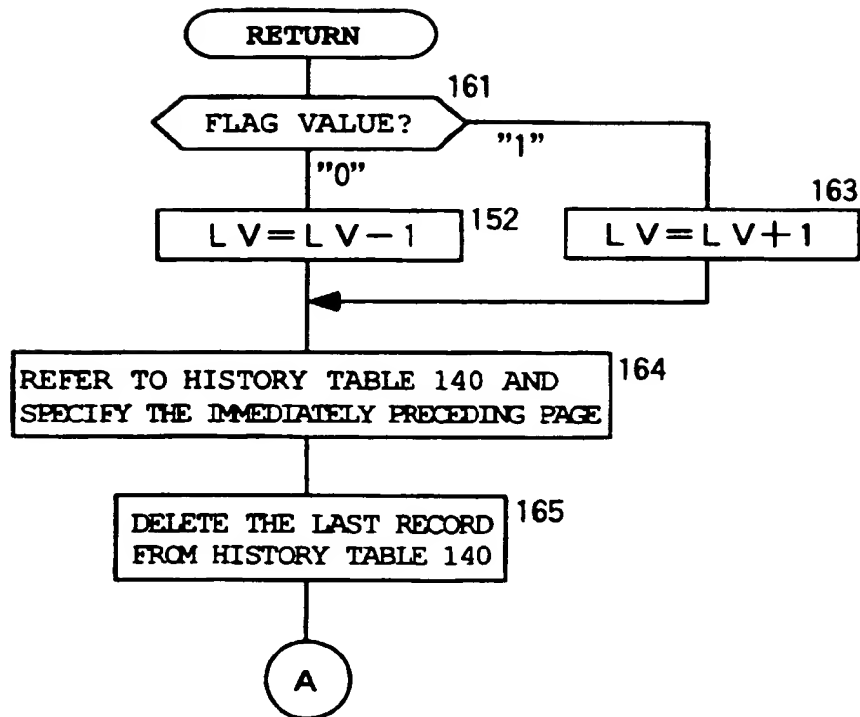 RETURN
161
FLAG VALUE?
"1"
"0"
163
LV=LV-1
152
LV=LV+1
REFER TO HISTORY TABLE 140 AND
SPECIFY THE IMMEDIATELY PRECEDING PAGE
164
DELETE THE LAST RECORD
FROM HISTORY TABLE 140
165
A